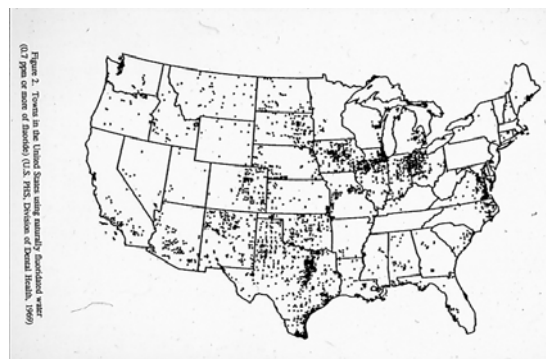 Figure 2. Towns in the United States using naturally fluoridated water
(0.7 ppm or more of fluoride) (U.S. PHS, Division of Dental Health, 1969)